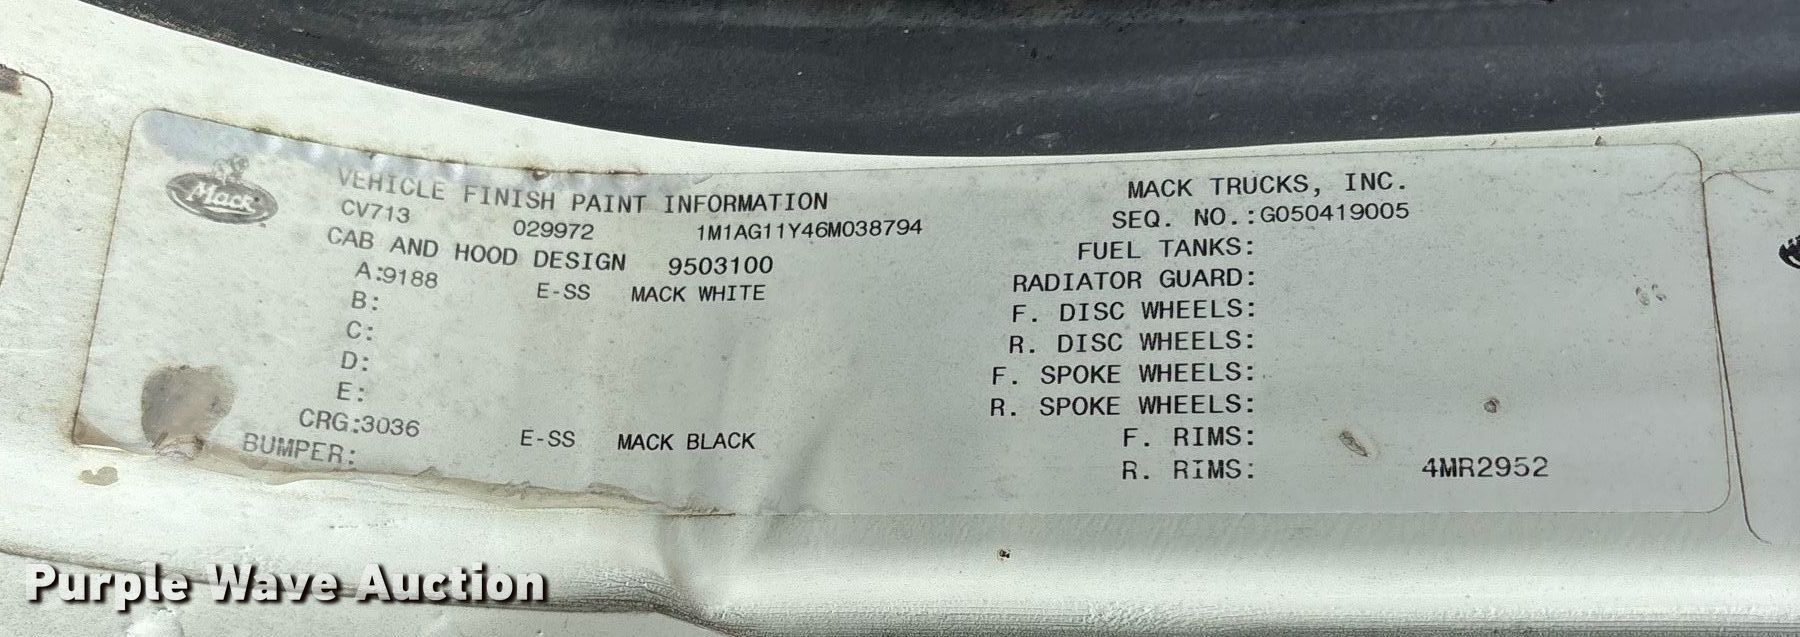 Mack
VEHICLE FINISH PAINT INFORMATION
CV713 029972 1M1AG11Y46M038794
CAB AND HOOD DESIGN 9503100
A:9188 E-SS MACK WHITE
B:
C:
D:
E:
CRG:3036 E-SS MACK BLACK
BUMPER:
MACK TRUCKS, INC.
SEQ. NO.:G050419005
FUEL TANKS:
RADIATOR GUARD:
F. DISC WHEELS:
R. DISC WHEELS:
F. SPOKE WHEELS:
R. SPOKE WHEELS:
F. RIMS:
R. RIMS:
4MR2952
Purple Wave Auction